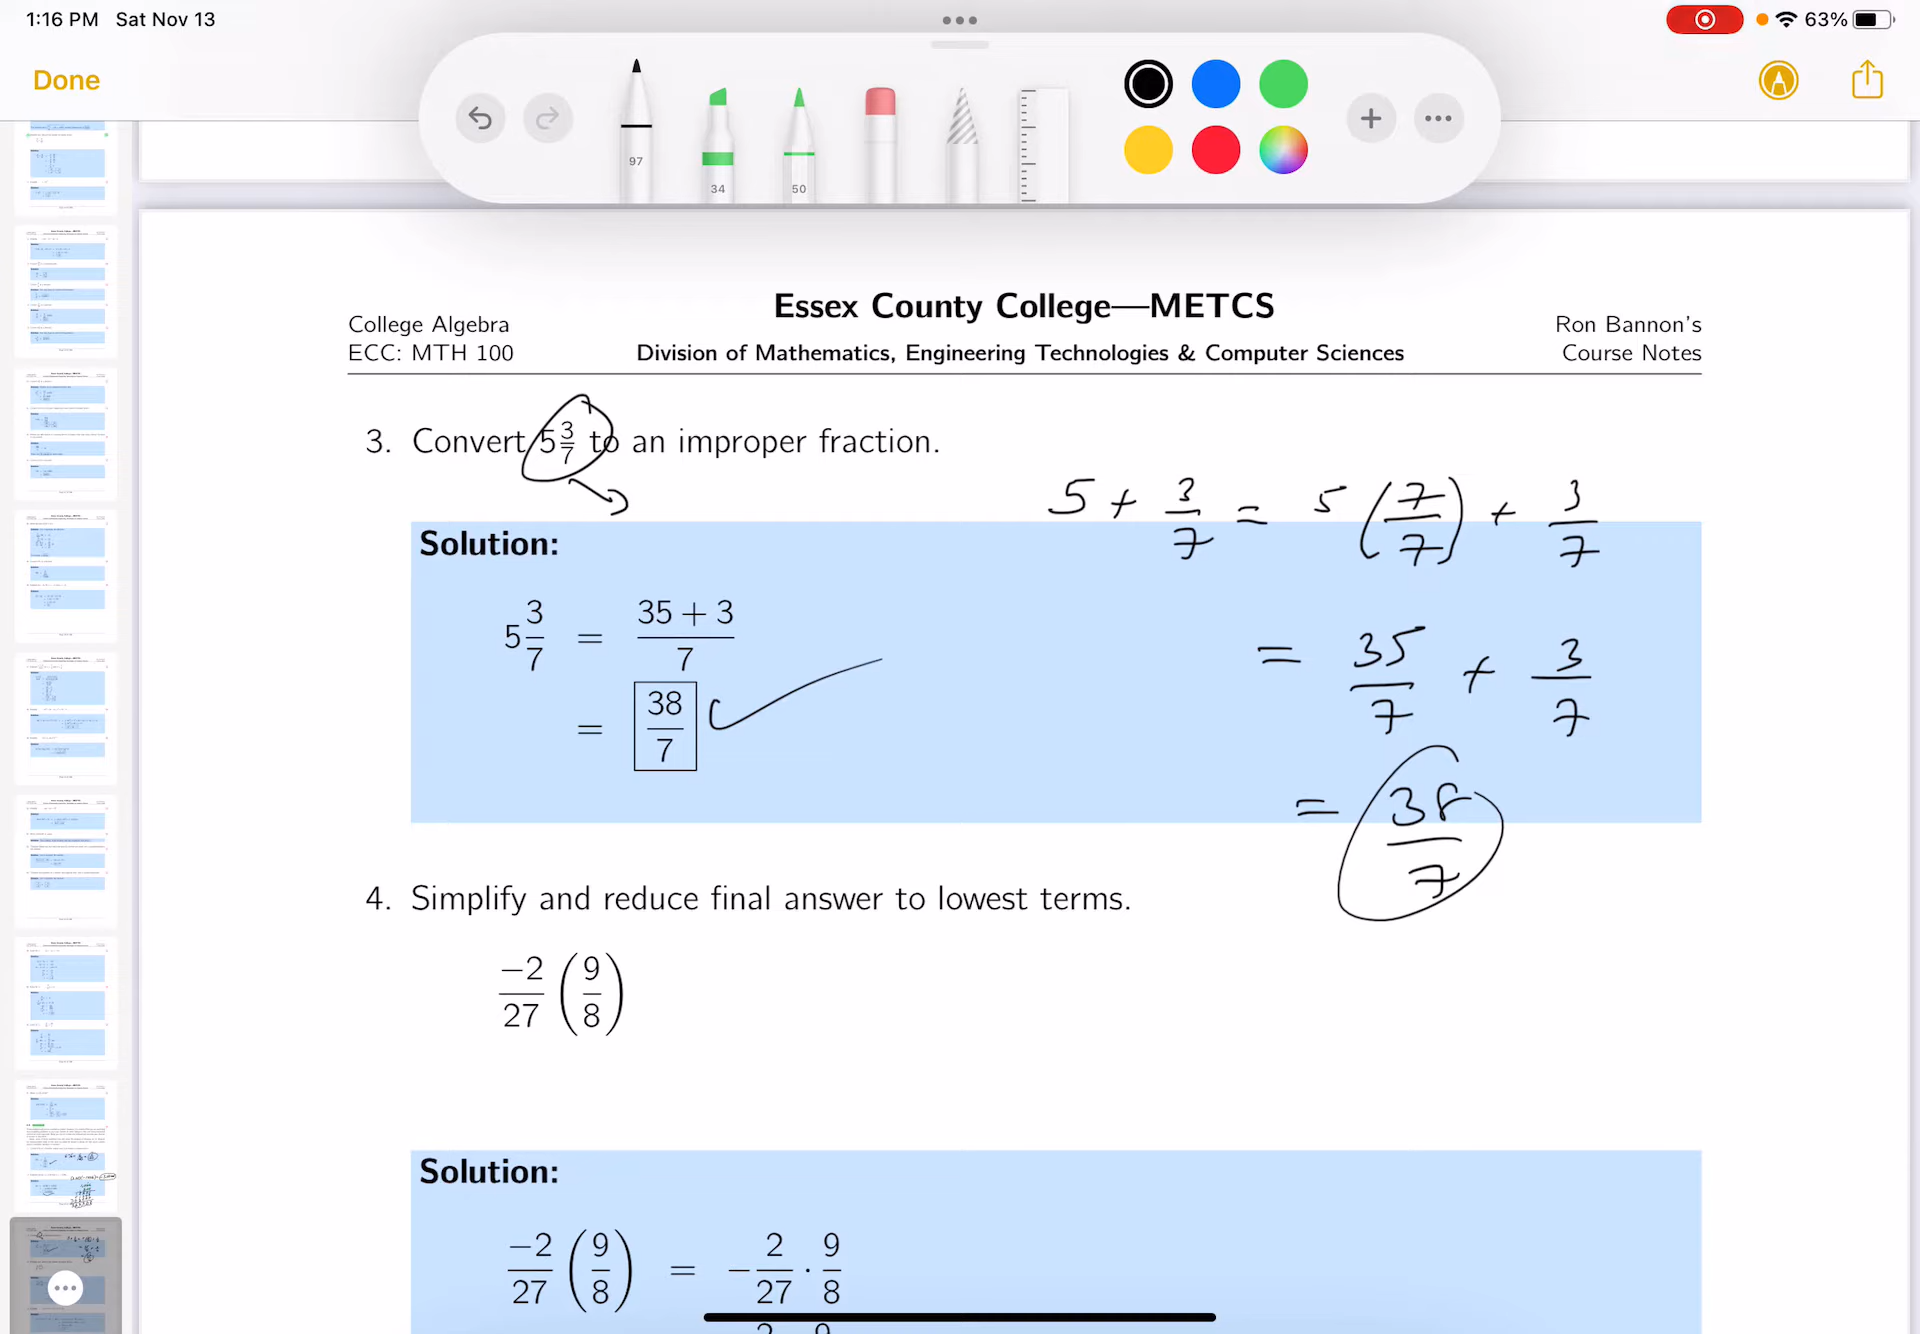 1:16 PM Sat Nov 13
63%
Done
97
34
50
Essex County College—METCS
College Algebra
Ron Bannon's
ECC: MTH 100
Division of Mathematics, Engineering Technologies & Computer Sciences
Course Notes
3. Convert 5 3/7 to an improper fraction.
5 + 3/7 = 5 (7/7) + 3/7
Solution:
5 3/7 = (35 + 3)/7
= 35/7 + 3/7
= 38/7
= 38/7
4. Simplify and reduce final answer to lowest terms.
−2/27 (9/8)
Solution:
−2/27 (9/8) = − 2/27 · 9/8